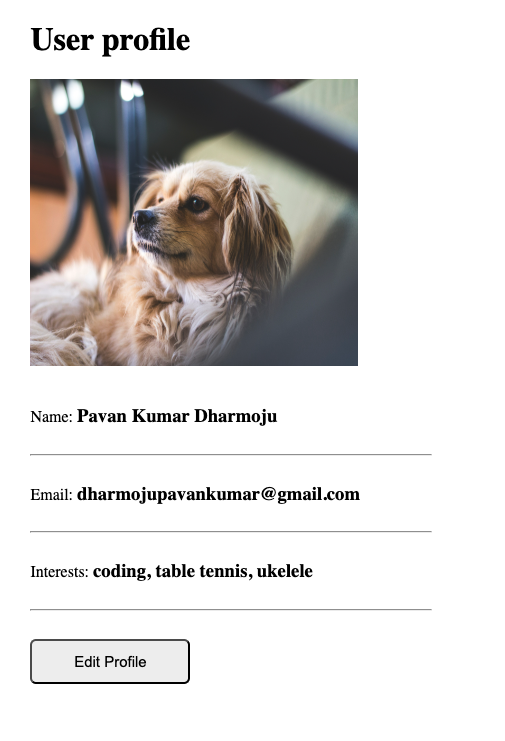 User profile
Name: Pavan Kumar Dharmoju
Email: dharmojupavankumar@gmail.com
Interests: coding, table tennis, ukelele
Edit Profile